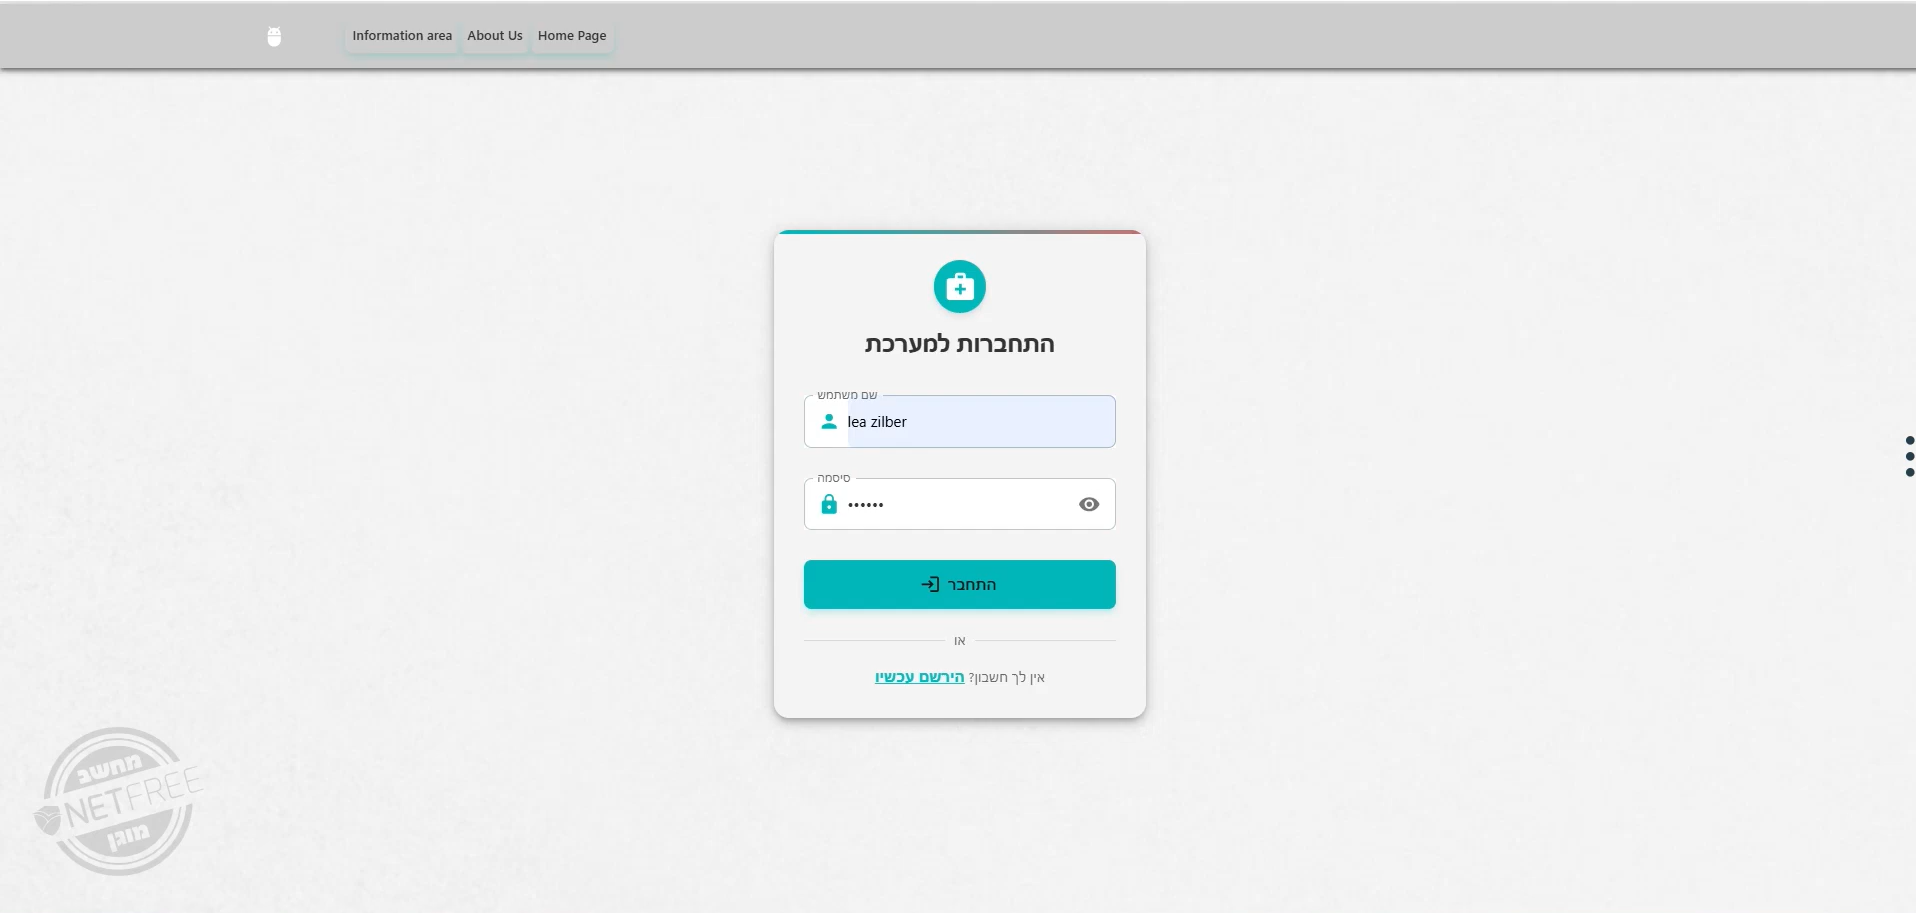 Information area
About Us
Home Page
התחברות למערכת
שם משתמש
lea zilber
סיסמה
••••••
התחבר
או
אין לך חשבון? הירשם עכשיו
מחשב
NETFREE
מוגן